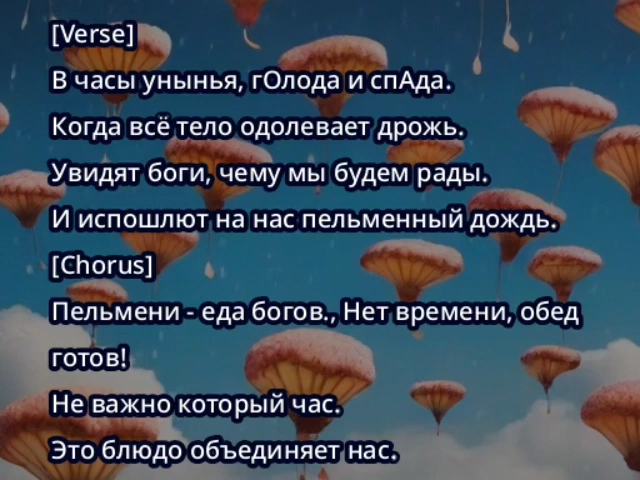 [Verse]
В часы унынья, гОлода и спАда.
Когда всё тело одолевает дрожь.
Увидят боги, чему мы будем рады.
И испошлют на нас пельменный дождь.
[Chorus]
Пельмени - еда богов., Нет времени, обед
готов!
Не важно который час.
Это блюдо объединяет нас.